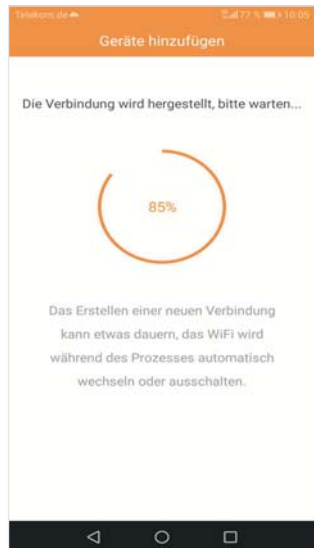 Telekom.de 77 % 10:05
Geräte hinzufügen
Die Verbindung wird hergestellt, bitte warten...
85%
Das Erstellen einer neuen Verbindung
kann etwas dauern, das WiFi wird
während des Prozesses automatisch
wechseln oder ausschalten.